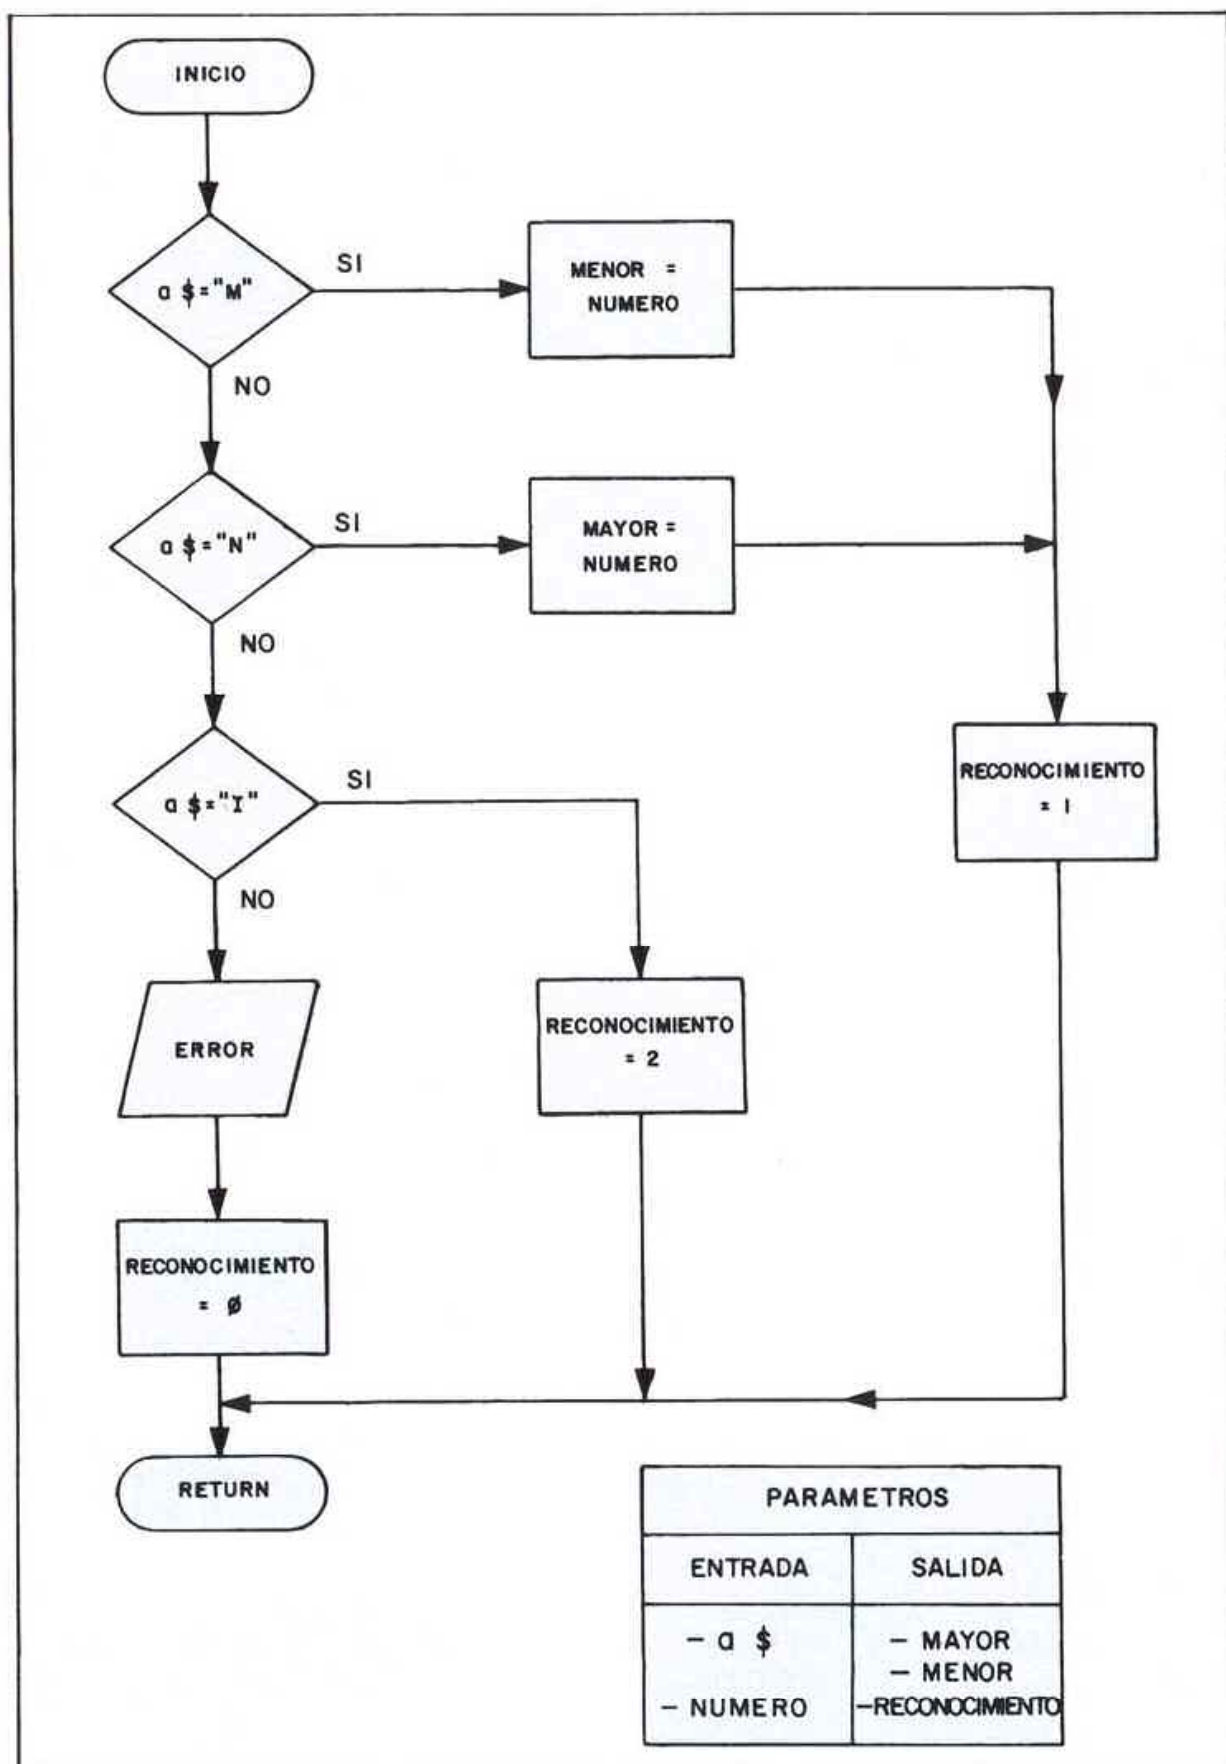 INICIO
a $="M"
SI
MENOR =
NUMERO
NO
a $="N"
SI
MAYOR =
NUMERO
NO
a $="I"
SI
RECONOCIMIENTO
= 1
NO
ERROR
RECONOCIMIENTO
= 2
RECONOCIMIENTO
= Ø
RETURN
PARAMETROS
ENTRADA
SALIDA
- a $
- MAYOR
- MENOR
- NUMERO
-RECONOCIMIENTO